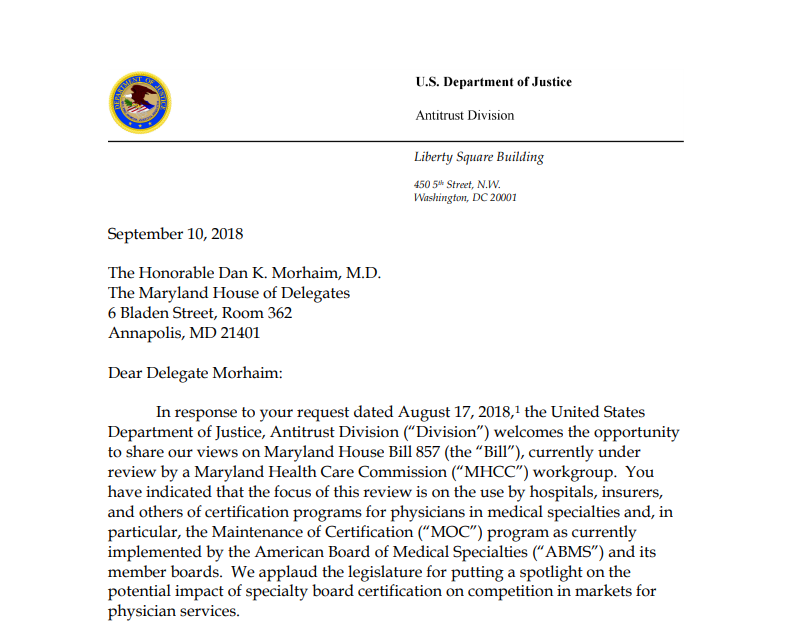 U.S. Department of Justice
Antitrust Division
Liberty Square Building
450 5th Street, N.W.
Washington, DC 20001
September 10, 2018
The Honorable Dan K. Morhaim, M.D.
The Maryland House of Delegates
6 Bladen Street, Room 362
Annapolis, MD 21401
Dear Delegate Morhaim:
In response to your request dated August 17, 2018,1 the United States
Department of Justice, Antitrust Division (“Division”) welcomes the opportunity
to share our views on Maryland House Bill 857 (the “Bill”), currently under
review by a Maryland Health Care Commission (“MHCC”) workgroup.  You
have indicated that the focus of this review is on the use by hospitals, insurers,
and others of certification programs for physicians in medical specialties and, in
particular, the Maintenance of Certification (“MOC”) program as currently
implemented by the American Board of Medical Specialties (“ABMS”) and its
member boards.  We applaud the legislature for putting a spotlight on the
potential impact of specialty board certification on competition in markets for
physician services.